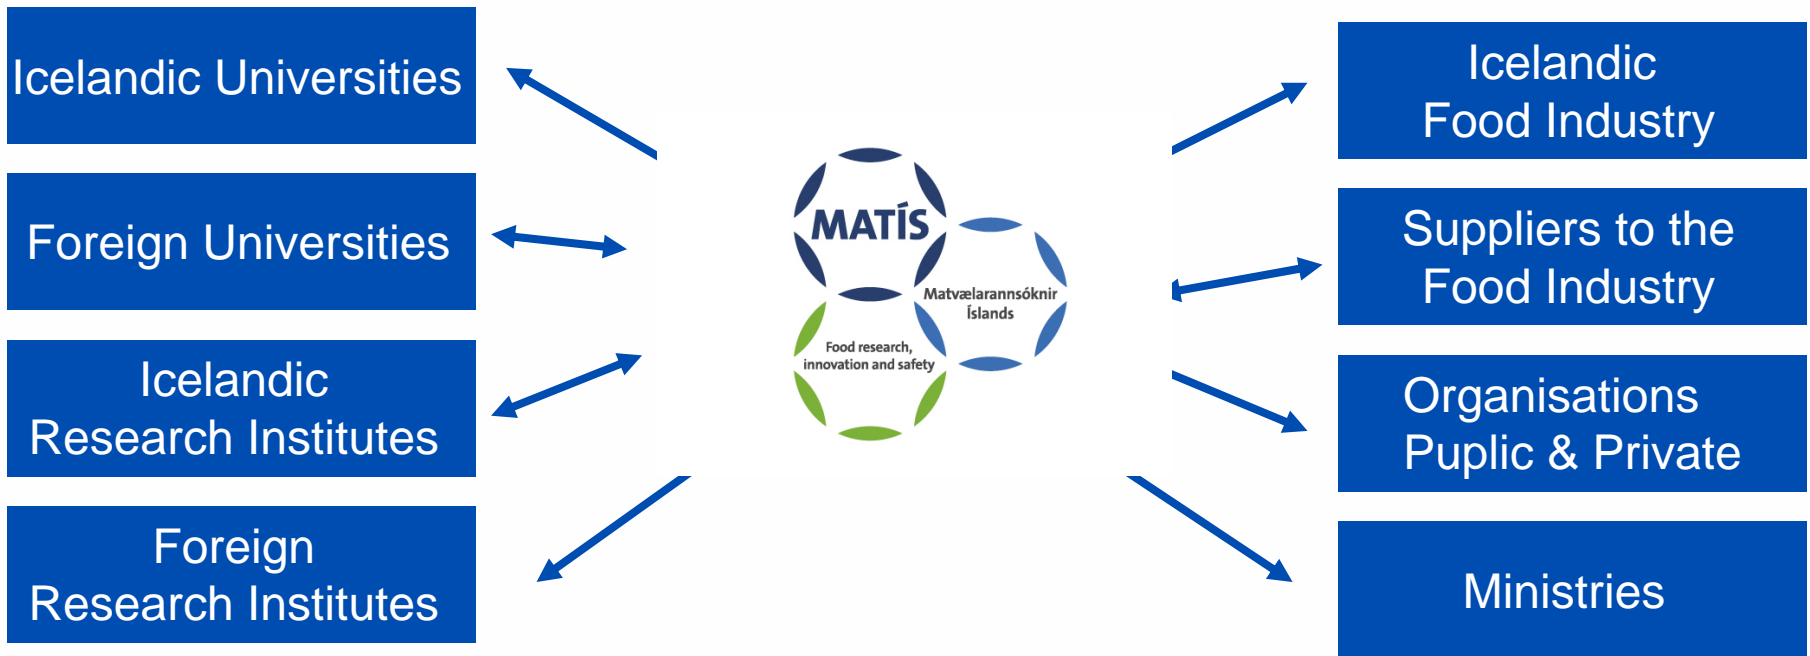 Icelandic Universities
Foreign Universities
Icelandic
Research Institutes
Foreign
Research Institutes
MATÍS
Matvælarannsóknir
Íslands
Food research,
innovation and safety
Icelandic
Food Industry
Suppliers to the
Food Industry
Organisations
Puplic & Private
Ministries